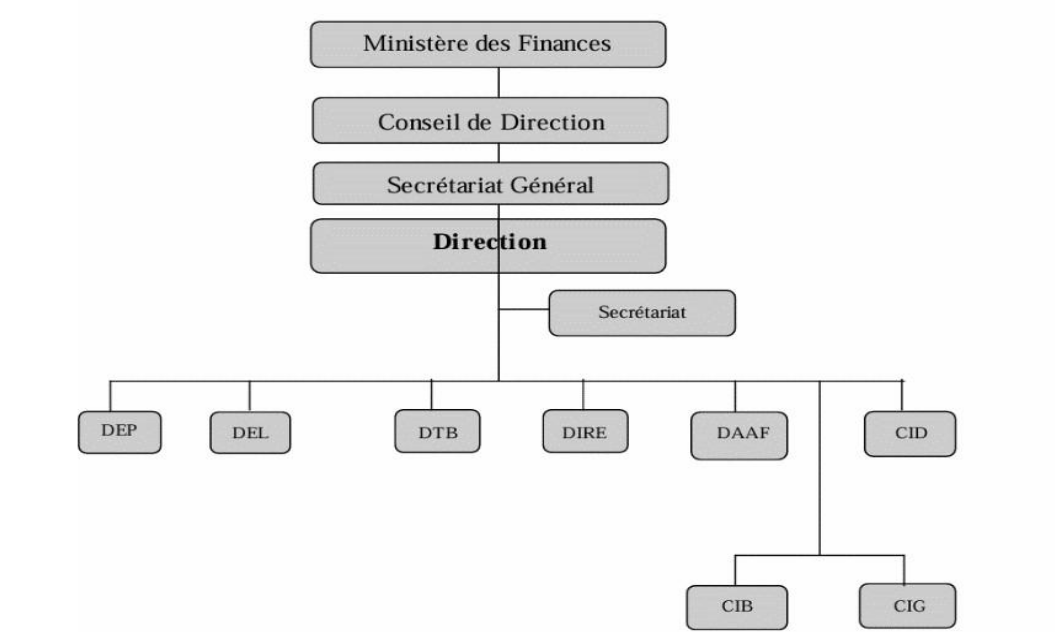 Ministère des Finances
Conseil de Direction
Secrétariat Général
Direction
Secrétariat
DEP
DEL
DTB
DIRE
DAAF
CID
CIB
CIG